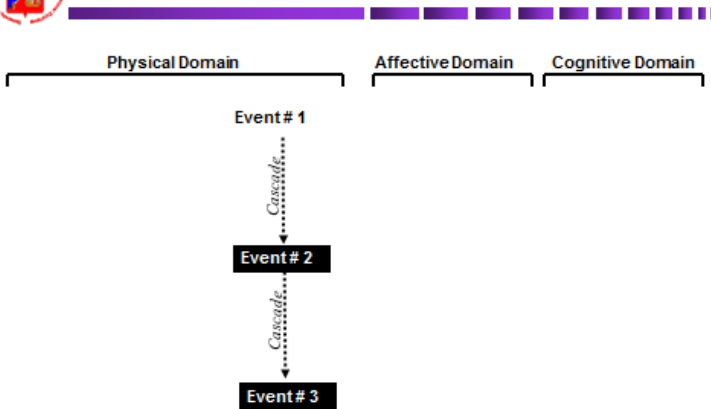 Physical Domain
Affective Domain
Cognitive Domain
Event # 1
Cascade
Event # 2
Cascade
Event # 3